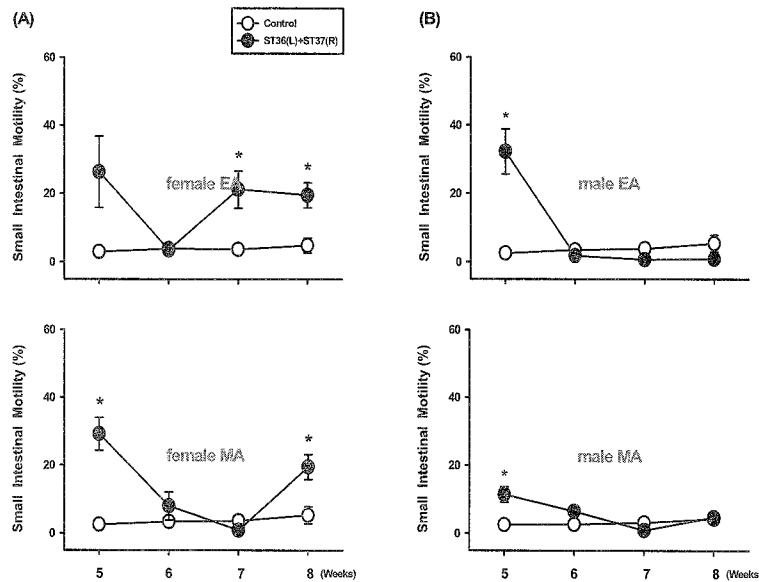 (A)
Control
ST36(L)+ST37(R)
(B)
Small Intestinal Motility (%)
60
40
20
0
*
*
female EA
Small Intestinal Motility (%)
60
40
20
0
*
male EA
Small Intestinal Motility (%)
60
40
20
0
*
*
female MA
5
6
7
8 (Weeks)
Small Intestinal Motility (%)
60
40
20
0
*
male MA
5
6
7
8 (Weeks)